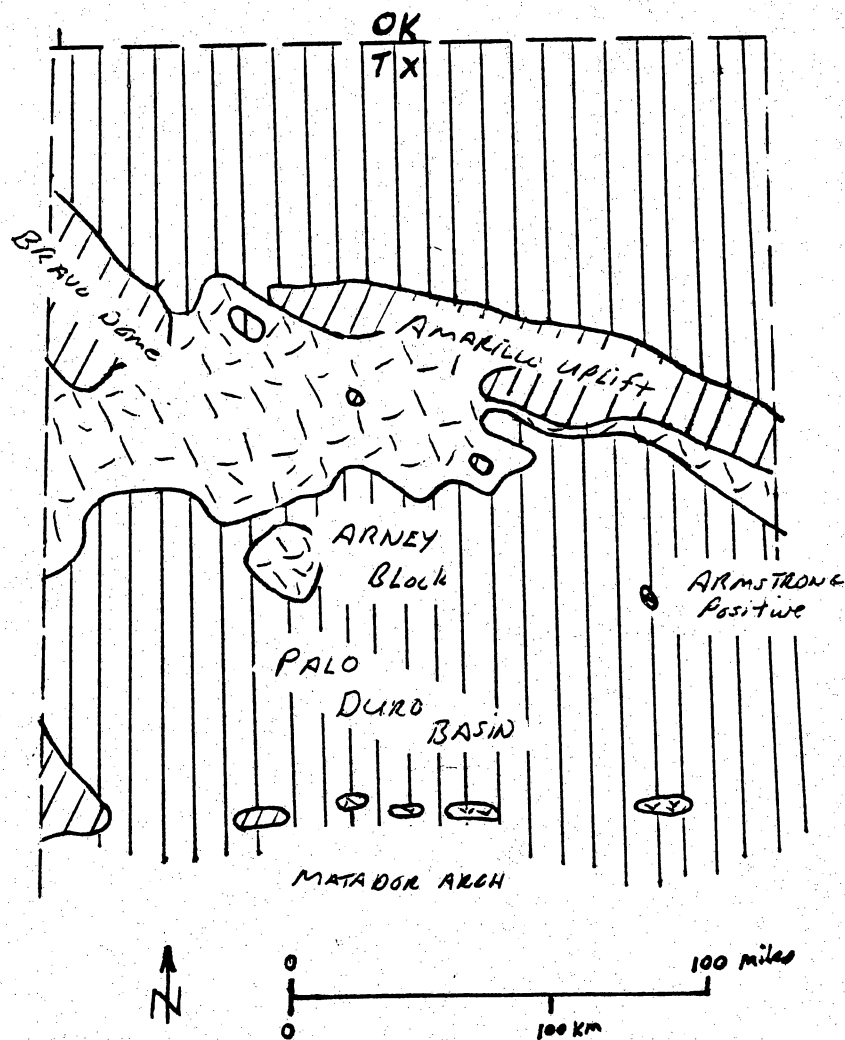 OK
TX
BRAVO DOME
AMARILLO UPLIFT
ARNEY
BLOCK
ARMSTRONG
Positive
PALO
DURO
BASIN
MATADOR ARCH
N
0
100 miles
0
100 Km